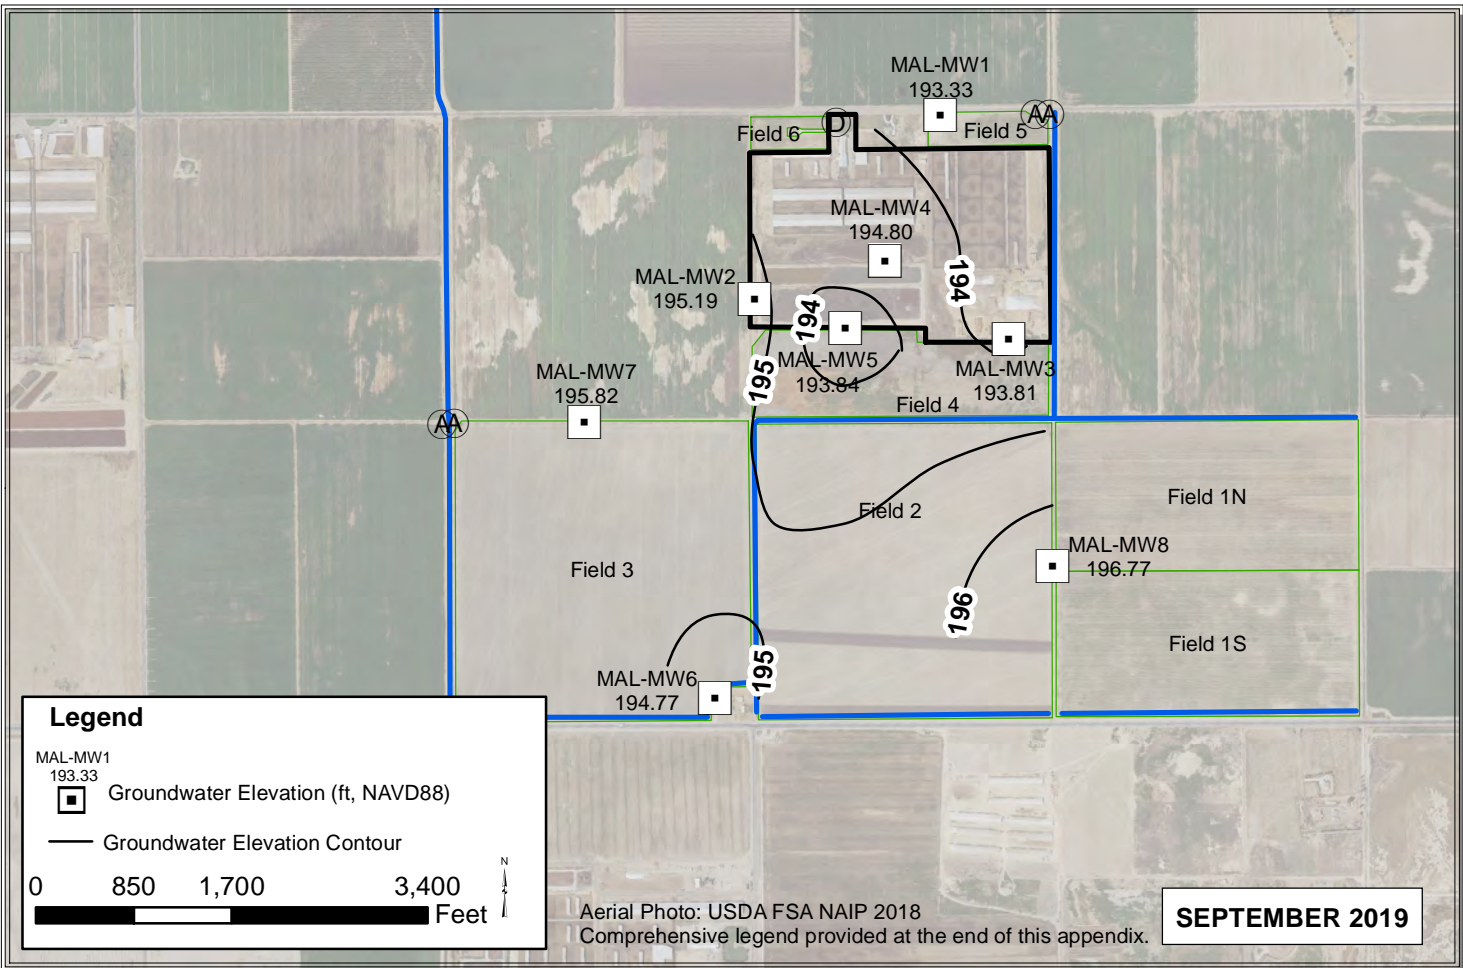 MAL-MW1
193.33
AA
D
Field 6
Field 5
MAL-MW4
194.80
MAL-MW2
195.19
194
194
MAL-MW5
193.84
MAL-MW3
193.81
195
MAL-MW7
195.82
Field 4
AA
Field 2
Field 1N
MAL-MW8
196.77
Field 3
196
Field 1S
MAL-MW6
194.77
195
Legend
MAL-MW1
193.33
Groundwater Elevation (ft, NAVD88)
Groundwater Elevation Contour
N
0 850 1,700 3,400
Feet
Aerial Photo: USDA FSA NAIP 2018
Comprehensive legend provided at the end of this appendix.
SEPTEMBER 2019